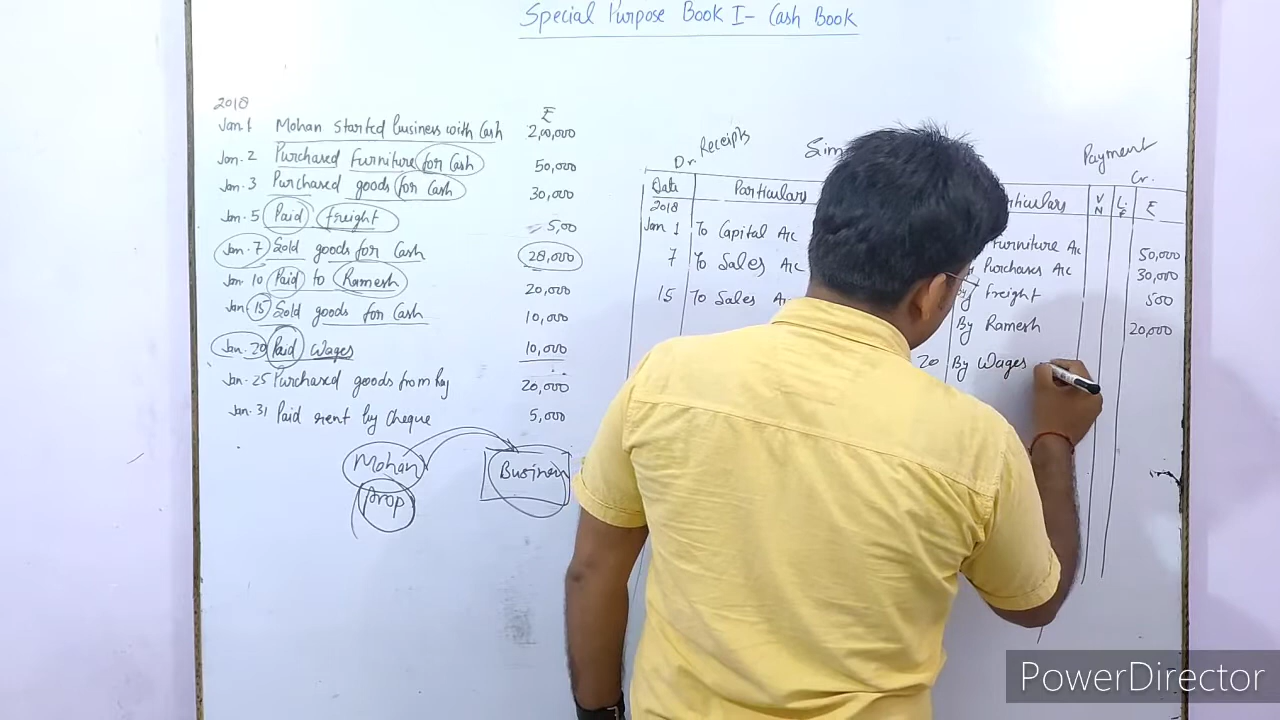 Special Purpose Book I- Cash Book
2018
₹
Jan 1 Mohan Started business with Cash 2,00,000
Jan. 2 Purchased Furniture for Cash 50,000
Jan. 3 Purchased goods for Cash 30,000
Jan. 5 Paid freight 5,00
Jan. 7 Sold goods for Cash 28,000
Jan. 10 Paid to Ramesh 20,000
Jan 15 Sold goods for Cash 10,000
Jan. 20 Paid Wages 10,000
Jan. 25 Purchased goods from Raj 20,000
Jan. 31 Paid rent by Cheque 5,000
Mohan
Prop
Business
Dr. Receipts
Payment
Cr.
Date Particulars
2018
Jan 1 To Capital A/c
7 To Sales A/c
15 To Sales
V N L. F ₹
Furniture A/c 50,000
Purchases A/c 30,000
By freight 500
By Ramesh 20,000
20 By Wages
PowerDirector